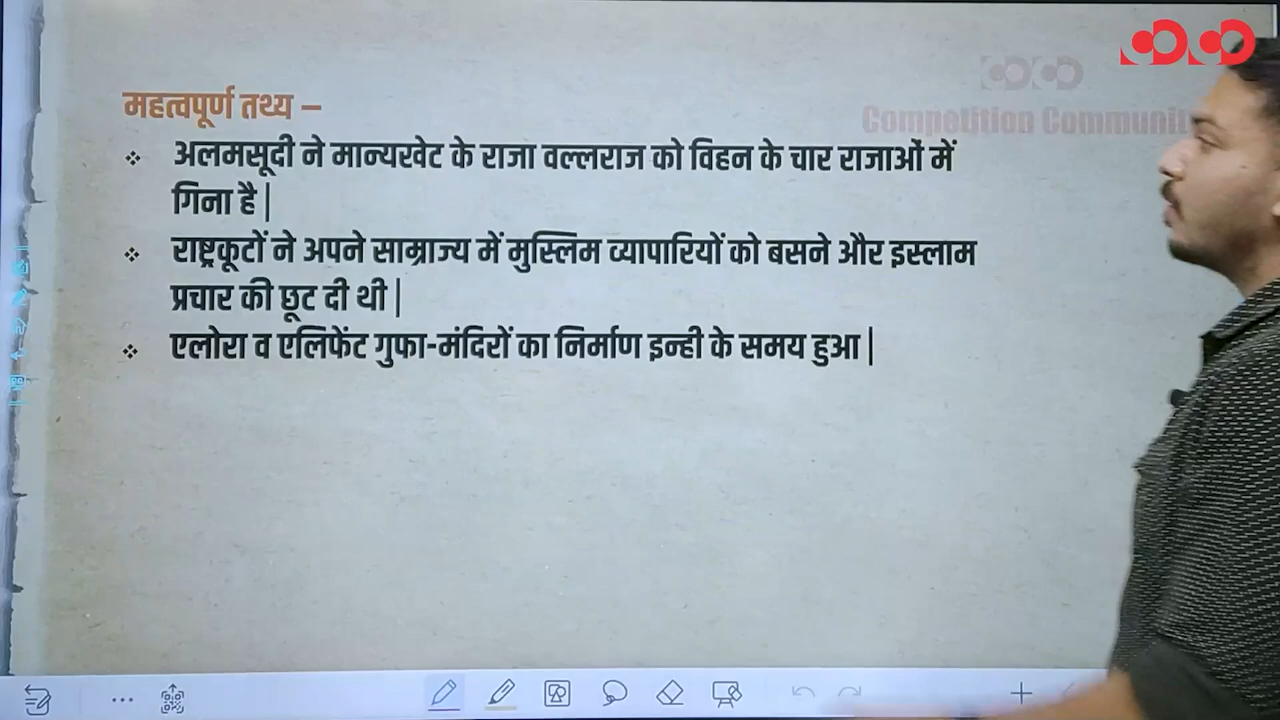 महत्वपूर्ण तथ्य –
❖ अलमसूदी ने मान्यखेट के राजा वल्लराज को विहन के चार राजाओं में
गिना है |
❖ राष्ट्रकूटों ने अपने साम्राज्य में मुस्लिम व्यापारियों को बसने और इस्लाम
प्रचार की छूट दी थी |
❖ एलोरा व एलिफेंट गुफा-मंदिरों का निर्माण इन्ही के समय हुआ |
Competition